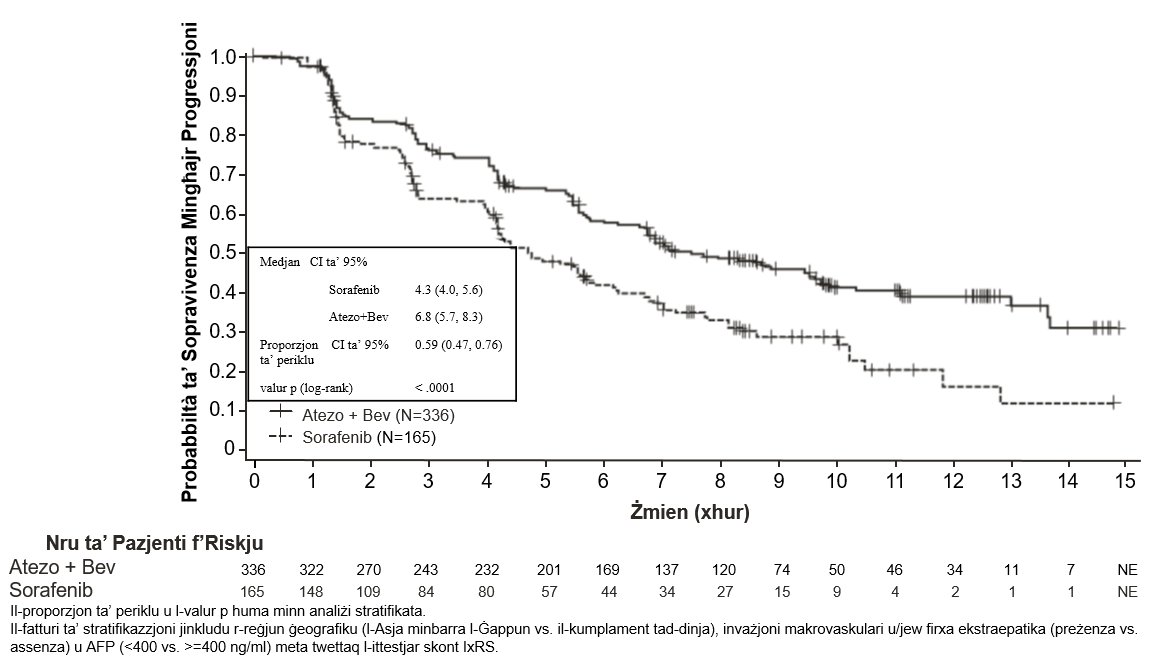 Probabbiltà ta’ Sopravivenza Minghajr Progressjoni
1.0
0.9
0.8
0.7
0.6
0.5
0.4
0.3
0.2
0.1
0
Medjan CI ta’ 95%
Sorafenib 4.3 (4.0, 5.6)
Atezo+Bev 6.8 (5.7, 8.3)
Proporzjon CI ta’ 95% 0.59 (0.47, 0.76)
ta’ periklu
valur p (log-rank) < .0001
Atezo + Bev (N=336)
Sorafenib (N=165)
0 1 2 3 4 5 6 7 8 9 10 11 12 13 14 15
Żmien (xhur)
Nru ta’ Pazjenti f’Riskju
Atezo + Bev 336 322 270 243 232 201 169 137 120 74 50 46 34 11 7 NE
Sorafenib 165 148 109 84 80 57 44 34 27 15 9 4 2 1 1 NE
Il-proporzjon ta’ periklu u l-valur p huma minn analiżi stratifikata.
Il-fatturi ta’ stratifikazzjoni jinkludu r-reġjun ġeografiku (l-Asja minbarra l-Ġappun vs. il-kumplament tad-dinja), invażjoni makrovaskulari u/jew firxa ekstraepatika (preżenza vs.
assenza) u AFP (<400 vs. >=400 ng/ml) meta twettaq l-ittestjar skont IxRS.